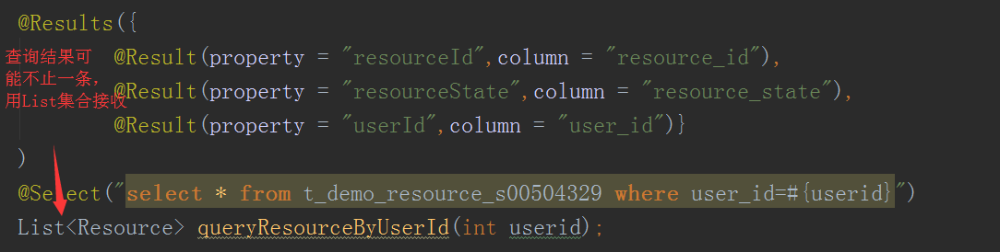 @Results({
查询结果可
能不止一条，
用List集合接收
@Result(property = "resourceId",column = "resource_id"),
@Result(property = "resourceState",column = "resource_state"),
@Result(property = "userId",column = "user_id")}
)
@Select("select * from t_demo_resource_s00504329 where user_id=#{userid}")
List<Resource> queryResourceByUserId(int userid);